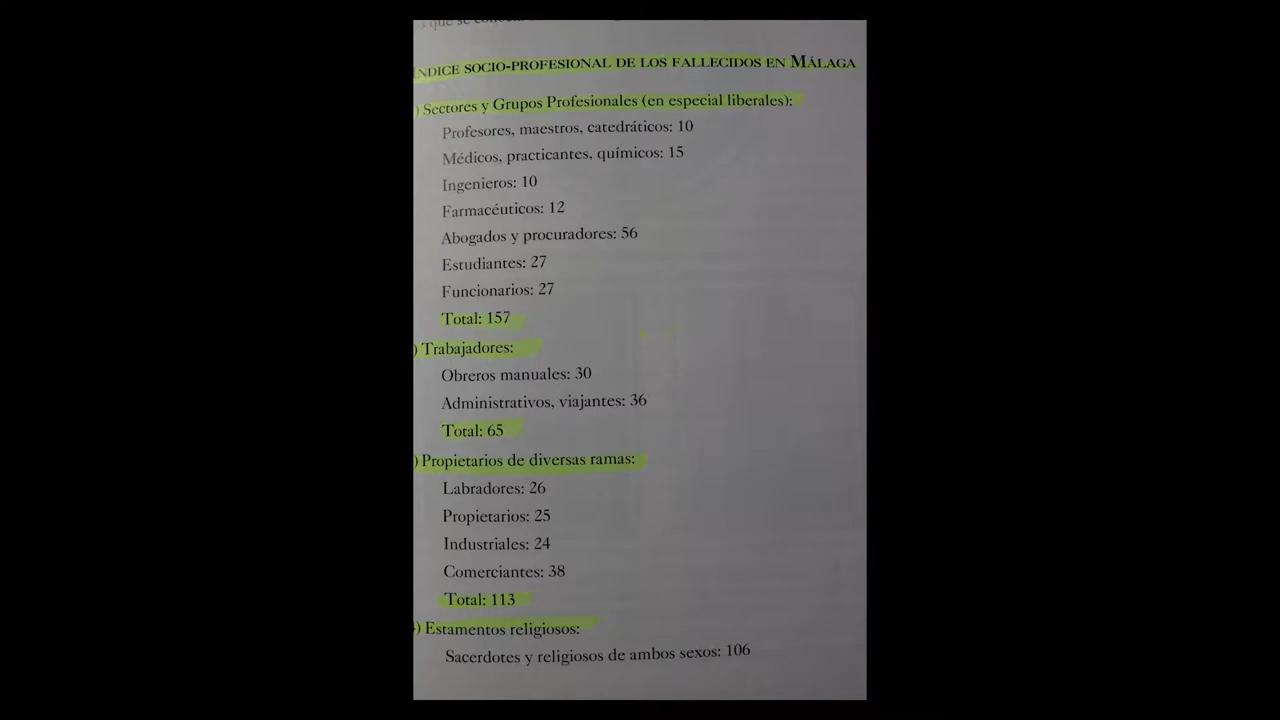 que se
ÍNDICE SOCIO-PROFESIONAL DE LOS FALLECIDOS EN MÁLAGA
) Sectores y Grupos Profesionales (en especial liberales):
Profesores, maestros, catedráticos: 10
Médicos, practicantes, químicos: 15
Ingenieros: 10
Farmacéuticos: 12
Abogados y procuradores: 56
Estudiantes: 27
Funcionarios: 27
Total: 157
) Trabajadores:
Obreros manuales: 30
Administrativos, viajantes: 36
Total: 65
) Propietarios de diversas ramas:
Labradores: 26
Propietarios: 25
Industriales: 24
Comerciantes: 38
Total: 113
) Estamentos religiosos:
Sacerdotes y religiosos de ambos sexos: 106